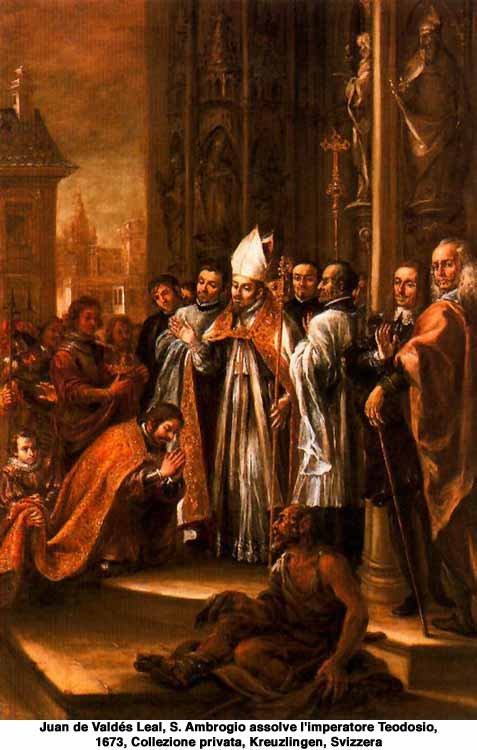 Juan de Valdés Leal, S. Ambrogio assolve l'imperatore Teodosio,
1673, Collezione privata, Kreuzlingen, Svizzera